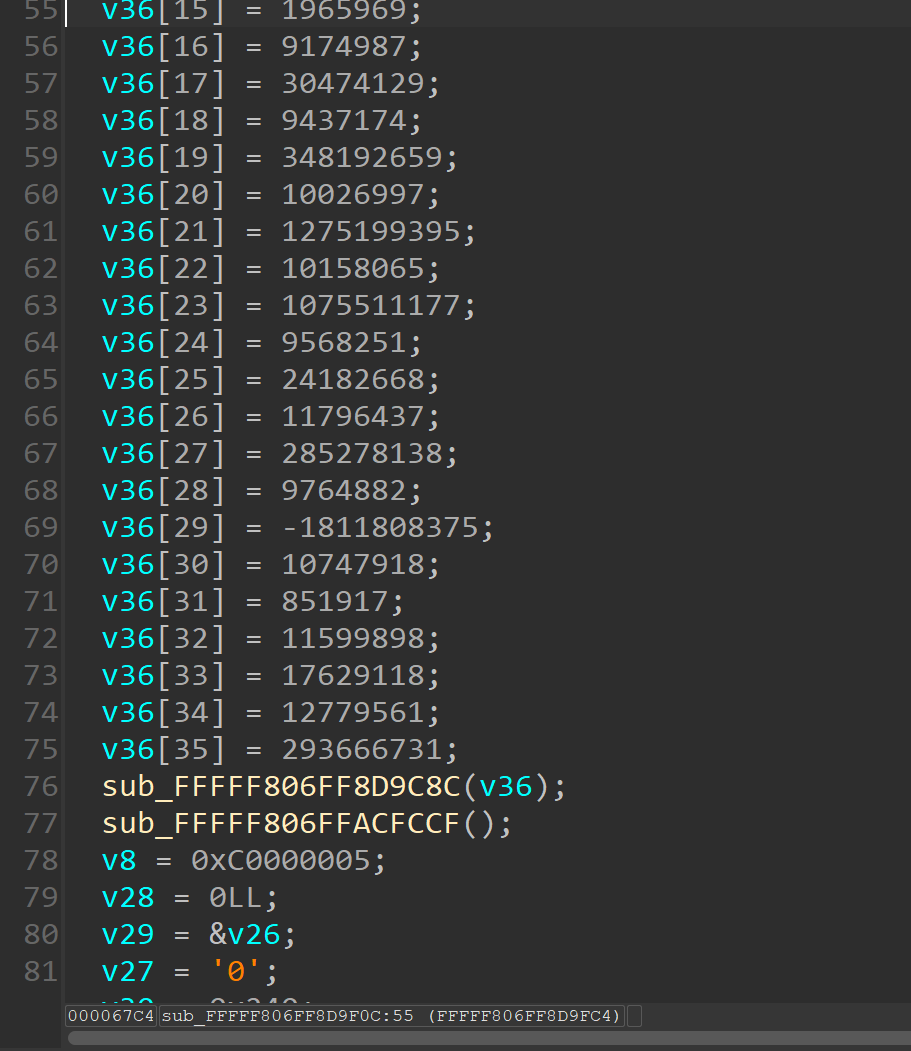 55 v36[15] = 1965969;
56 v36[16] = 9174987;
57 v36[17] = 30474129;
58 v36[18] = 9437174;
59 v36[19] = 348192659;
60 v36[20] = 10026997;
61 v36[21] = 1275199395;
62 v36[22] = 10158065;
63 v36[23] = 1075511177;
64 v36[24] = 9568251;
65 v36[25] = 24182668;
66 v36[26] = 11796437;
67 v36[27] = 285278138;
68 v36[28] = 9764882;
69 v36[29] = -1811808375;
70 v36[30] = 10747918;
71 v36[31] = 851917;
72 v36[32] = 11599898;
73 v36[33] = 17629118;
74 v36[34] = 12779561;
75 v36[35] = 293666731;
76 sub_FFFFF806FF8D9C8C(v36);
77 sub_FFFFF806FFACFCCF();
78 v8 = 0xC0000005;
79 v28 = 0LL;
80 v29 = &v26;
81 v27 = '0';
000067C4 sub_FFFFF806FF8D9F0C:55 (FFFFF806FF8D9FC4)